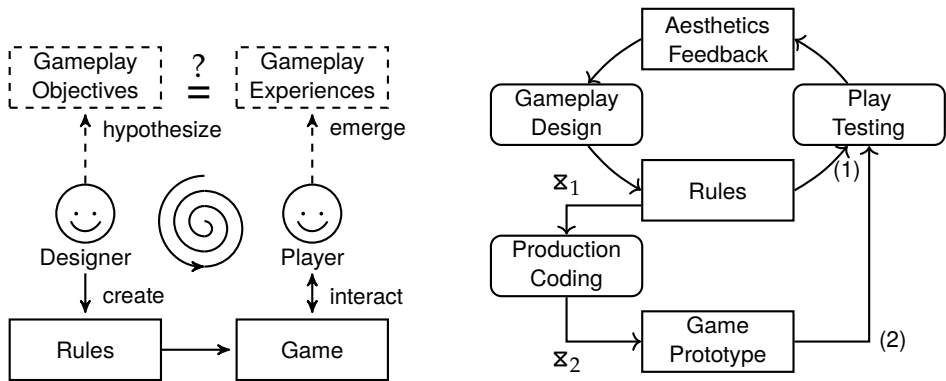 Gameplay
Objectives
?
=
Gameplay
Experiences
hypothesize
emerge
Designer
Player
create
interact
Rules
Game
Aesthetics
Feedback
Gameplay
Design
Play
Testing
(1)
⧖1
Rules
Production
Coding
⧖2
Game
Prototype
(2)